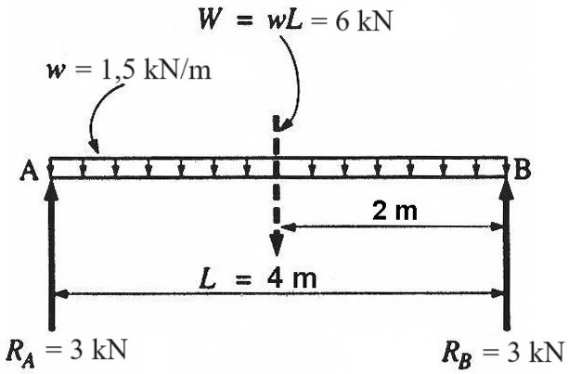 W = wL = 6 kN
w = 1,5 kN/m
A
B
2 m
L = 4 m
R_A = 3 kN
R_B = 3 kN